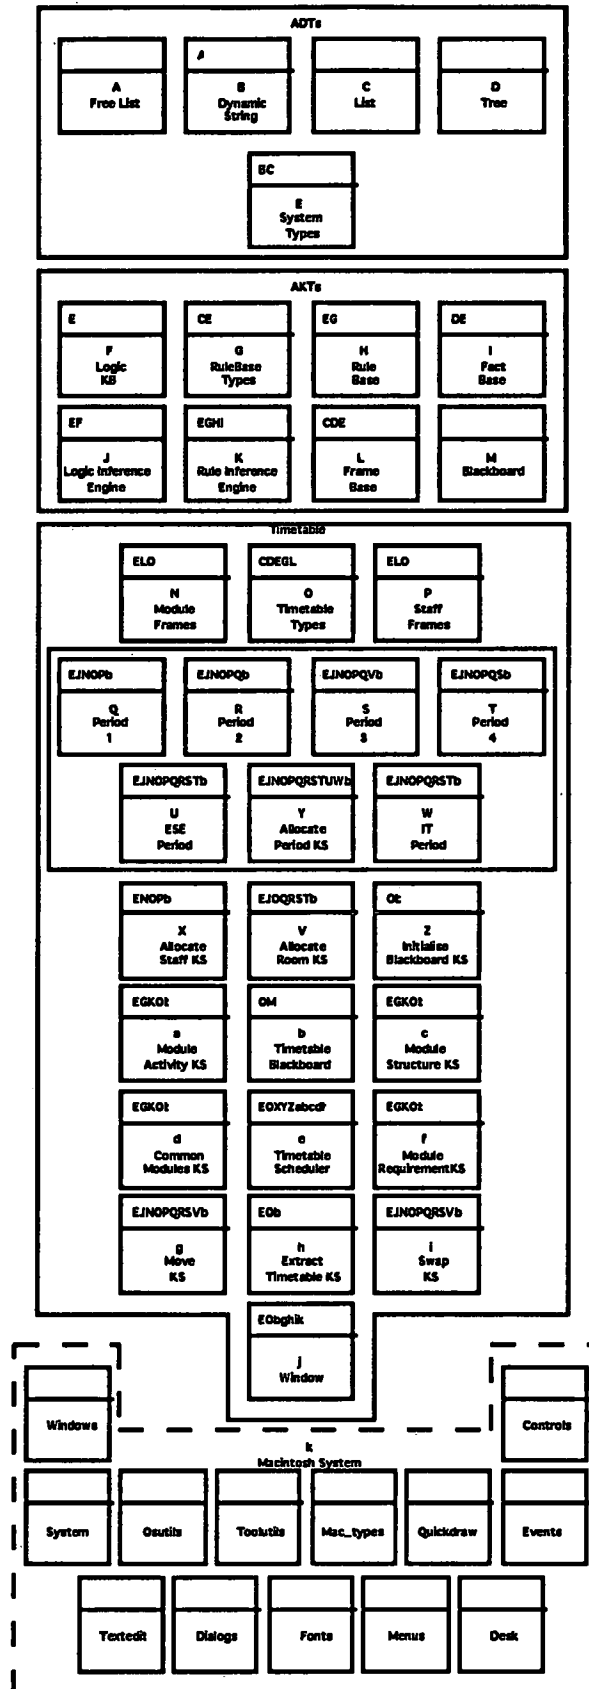 ADTs
A
A
Free List
B
Dynamic
String
C
List
D
Tree
BC
E
System
Types
AKTs
E
CE
EG
DE
F
Logic
KB
G
RuleBase
Types
H
Rule
Base
I
Fact
Base
EF
EGHI
CDE
J
Logic Inference
Engine
K
Rule Inference
Engine
L
Frame
Base
M
Blackboard
Timetable
ELO
CDEGL
ELO
N
Module
Frames
O
Timetable
Types
P
Staff
Frames
EJNOPb
EJNOPQb
EJNOPQVb
EJNOPQSb
Q
Period
1
R
Period
2
S
Period
3
T
Period
4
EJNOPQRSTb
EJNOPQRSTUWb
EJNOPQRSTb
U
ESE
Period
Y
Allocate
Period KS
W
IT
Period
ENOPb
EJOQRSTb
X
Allocate
Staff KS
V
Allocate
Room KS
Z
Initialise
Blackboard KS
OM
a
Module
Activity KS
b
Timetable
Blackboard
c
Module
Structure KS
EOXYZabcdf
d
Common
Modules KS
e
Timetable
Scheduler
f
Module
RequirementKS
EJNOPQRSVb
EOb
EJNOPQRSVb
g
Move
KS
h
Extract
Timetable KS
i
Swap
KS
EObghik
j
Window
Windows
Controls
k
Macintosh System
System
Osutils
Toolutils
Mac_types
Quickdraw
Events
Textedit
Dialogs
Fonts
Menus
Desk